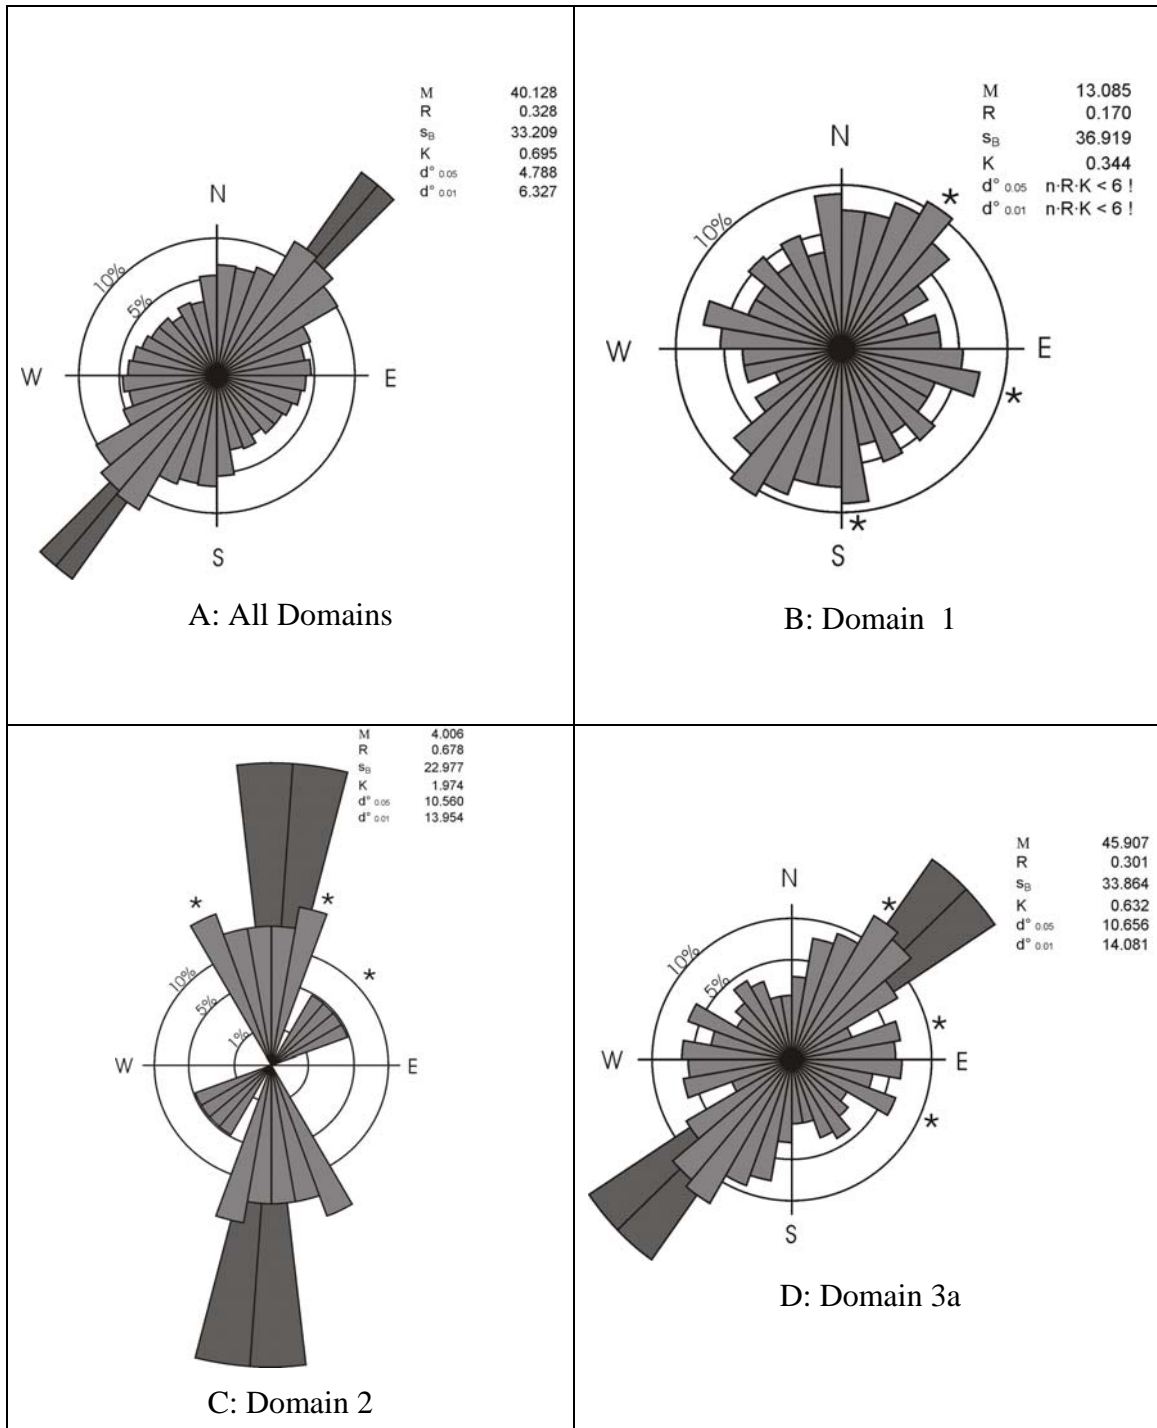 M 40.128
R 0.328
sB 33.209
K 0.695
d° 0.05 4.788
d° 0.01 6.327
N
10%
5%
W
E
S
A: All Domains
M 13.085
R 0.170
sB 36.919
K 0.344
d° 0.05 n·R·K < 6 !
d° 0.01 n·R·K < 6 !
N
*
10%
W
E
*
*
S
B: Domain 1
M 4.006
R 0.678
sB 22.977
K 1.974
d° 0.05 10.560
d° 0.01 13.954
* *
*
10%
5%
1%
W
E
C: Domain 2
M 45.907
R 0.301
sB 33.864
K 0.632
d° 0.05 10.656
d° 0.01 14.081
N
*
10%
5%
*
W
E
*
S
D: Domain 3a